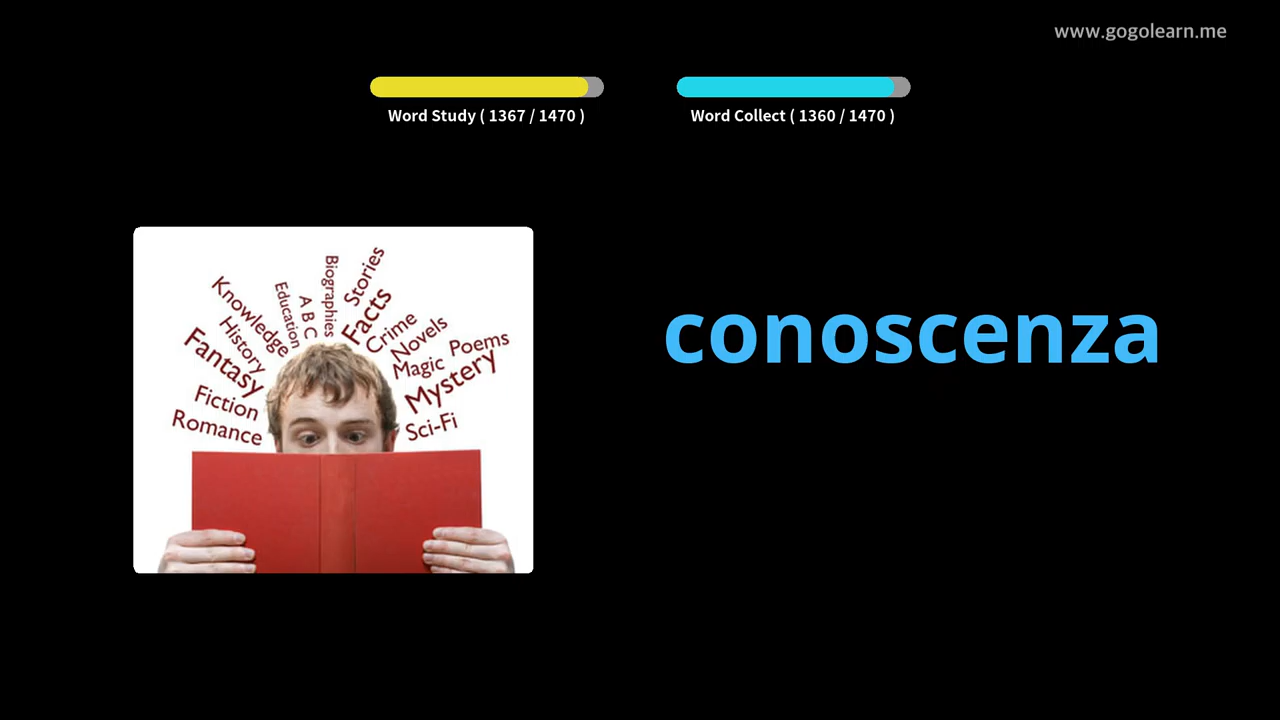 www.gogolearn.me
Word Study ( 1367 / 1470 )
Word Collect ( 1360 / 1470 )
conoscenza
Romance
Fiction
Fantasy
History
Knowledge
Education
A B C
Biographies
Stories
Facts
Crime
Novels
Magic
Poems
Mystery
Sci-Fi